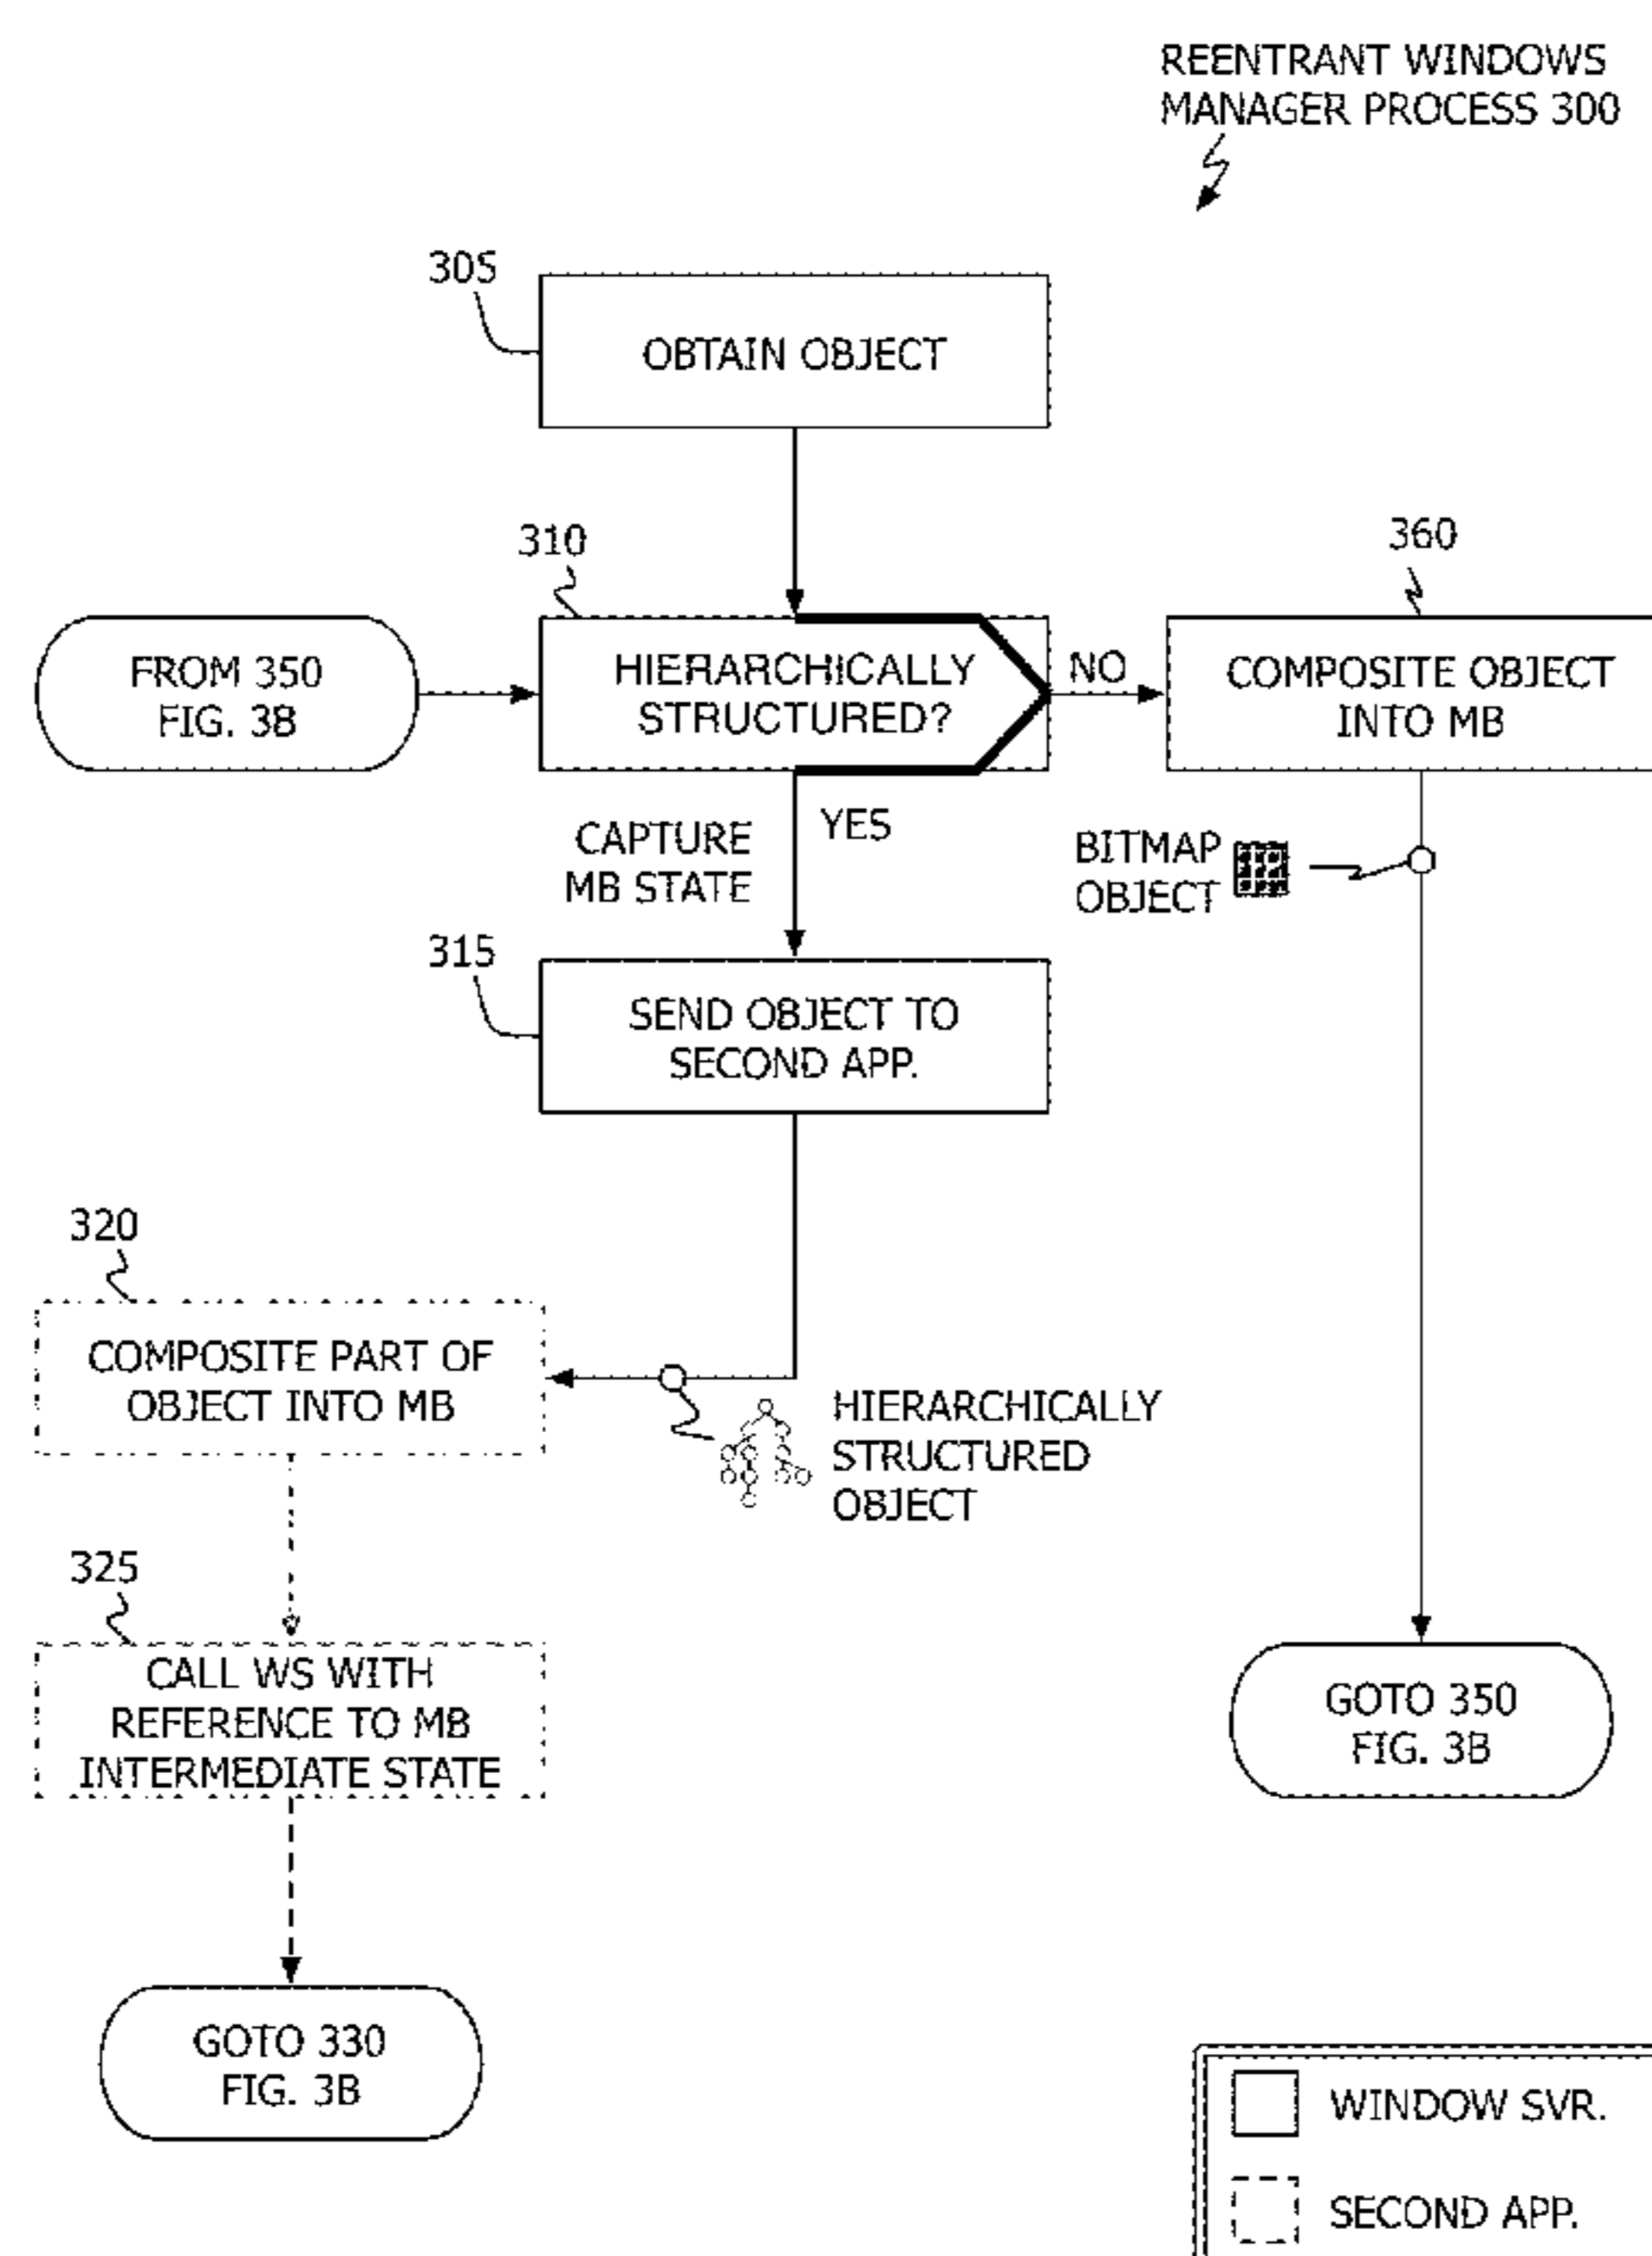 REENTRANT WINDOWS
MANAGER PROCESS 300
305
OBTAIN OBJECT
310
360
FROM 350
FIG. 3B
HIERARCHICALLY
STRUCTURED?
NO
COMPOSITE OBJECT
INTO MB
CAPTURE
MB STATE
YES
BITMAP
OBJECT
315
SEND OBJECT TO
SECOND APP.
320
COMPOSITE PART OF
OBJECT INTO MB
HIERARCHICALLY
STRUCTURED
OBJECT
325
CALL WS WITH
REFERENCE TO MB
INTERMEDIATE STATE
GOTO 350
FIG. 3B
GOTO 330
FIG. 3B
WINDOW SVR.
SECOND APP.